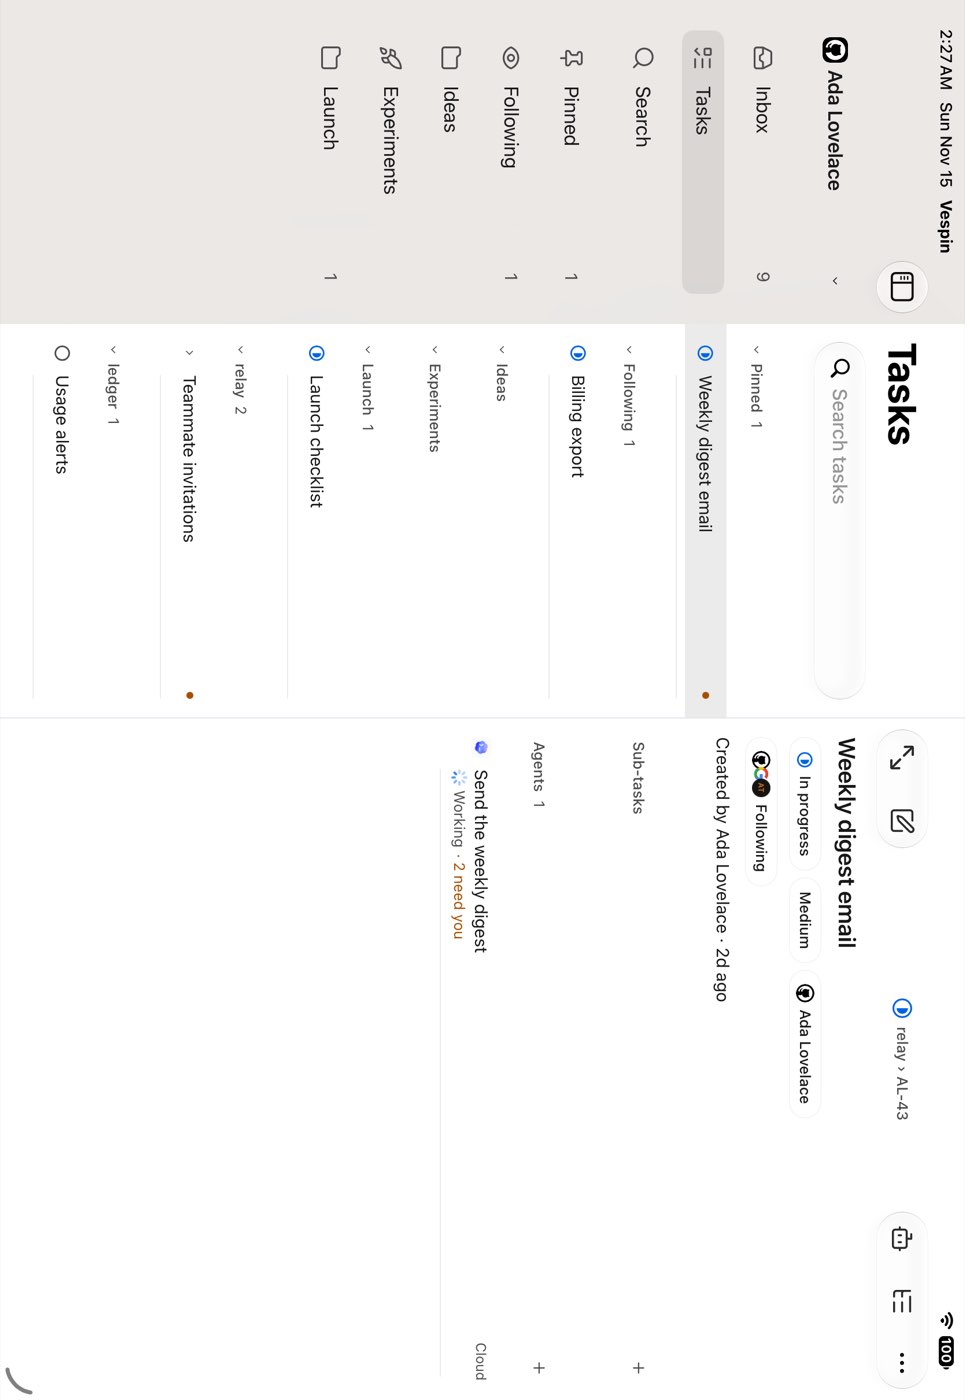 2:27 AM Sun Nov 15 Vespin
100
Ada Lovelace
Inbox 9
Tasks
Search
Pinned 1
Following 1
Ideas
Experiments
Launch 1
Tasks
Search tasks
Pinned 1
Weekly digest email
Following 1
Billing export
Ideas
Experiments
Launch 1
Launch checklist
relay 2
Teammate invitations
ledger 1
Usage alerts
relay › AL-43
Weekly digest email
In progress
Medium
Ada Lovelace
AT Following
Created by Ada Lovelace · 2d ago
Sub-tasks
Agents 1
Send the weekly digest
Cloud
Working · 2 need you